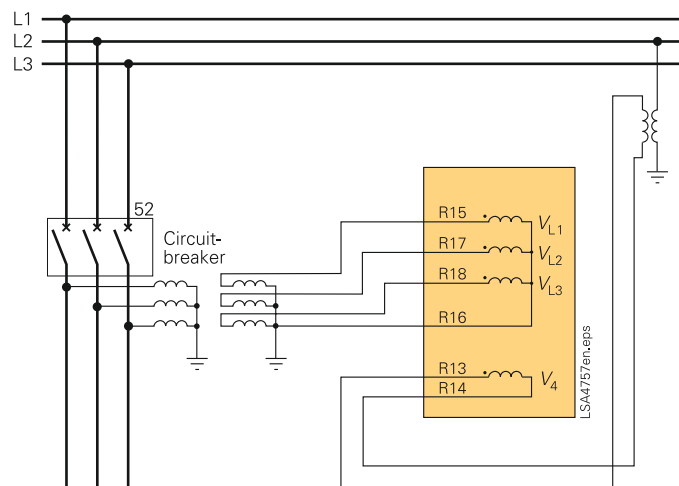 L1
L2
L3
52
Circuit-
breaker
R15
VL1
R17
VL2
R18
VL3
R16
R13
R14
V4
LSA4757en.eps